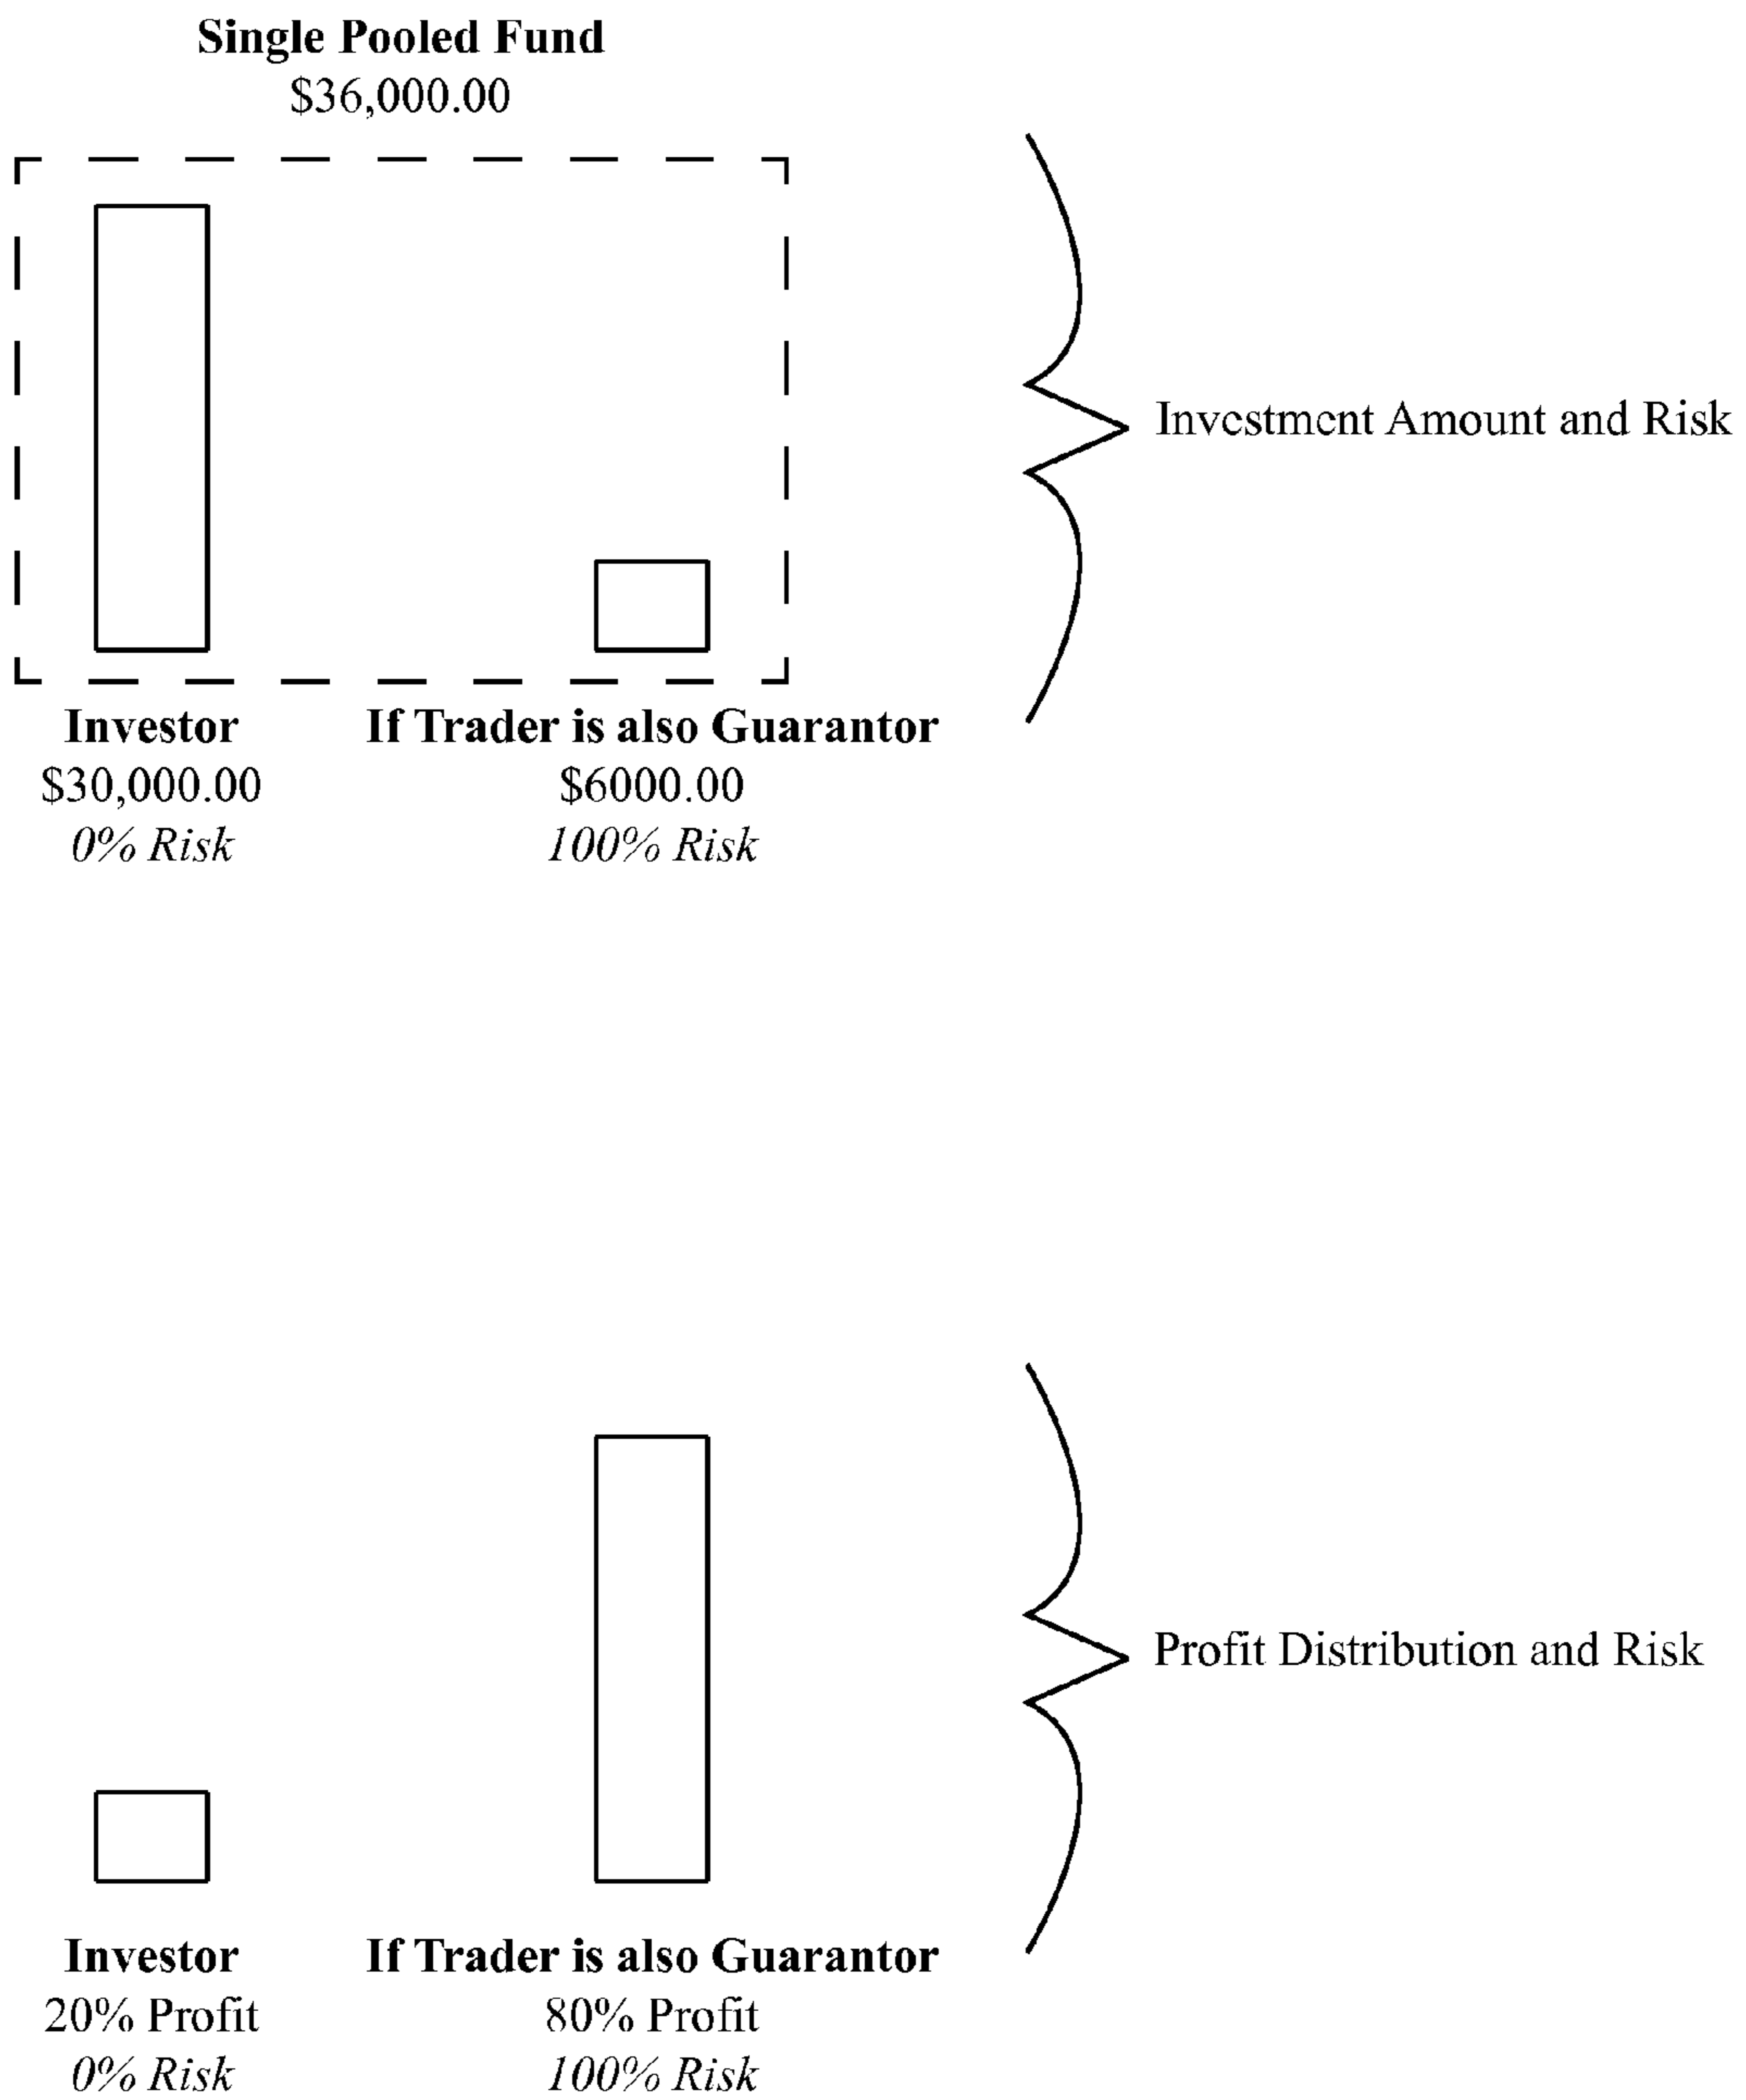 Single Pooled Fund
$36,000.00
Investment Amount and Risk
Investor
$30,000.00
0% Risk
If Trader is also Guarantor
$6000.00
100% Risk
Profit Distribution and Risk
Investor
20% Profit
0% Risk
If Trader is also Guarantor
80% Profit
100% Risk